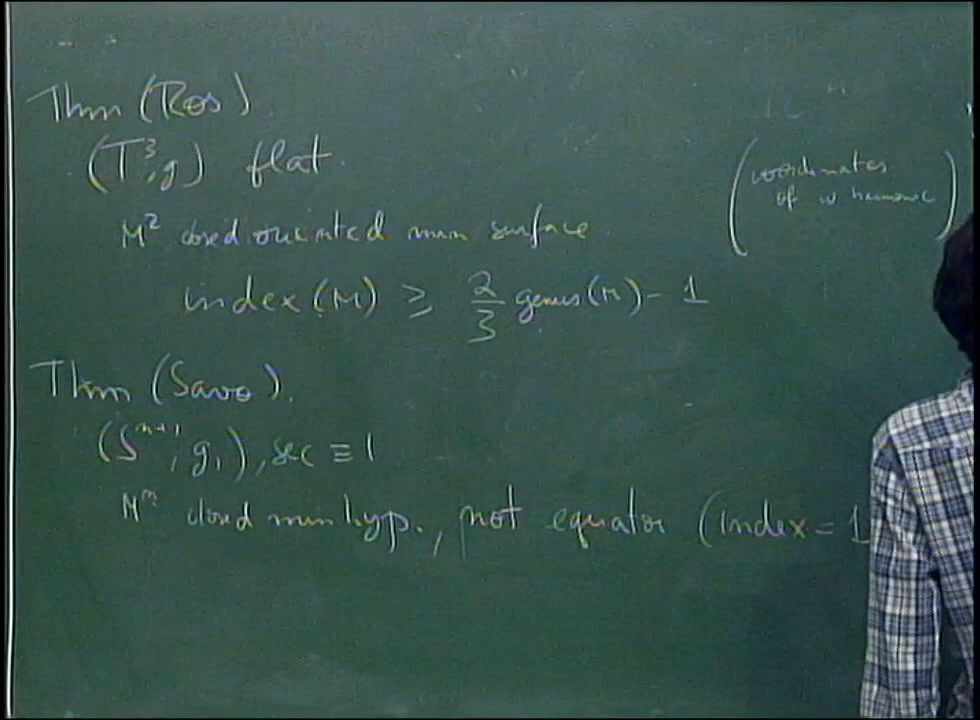 Thm (Ros)
(T³, g) flat.
M² closed oriented min surface.
index (M) ≥ 2/3 genus (M) - 1
Thm (Savo).
(Sⁿ⁺¹, g₁), sec ≡ 1
closed min hyp., not equator (index = 1
(coordinates
of w harmonic)